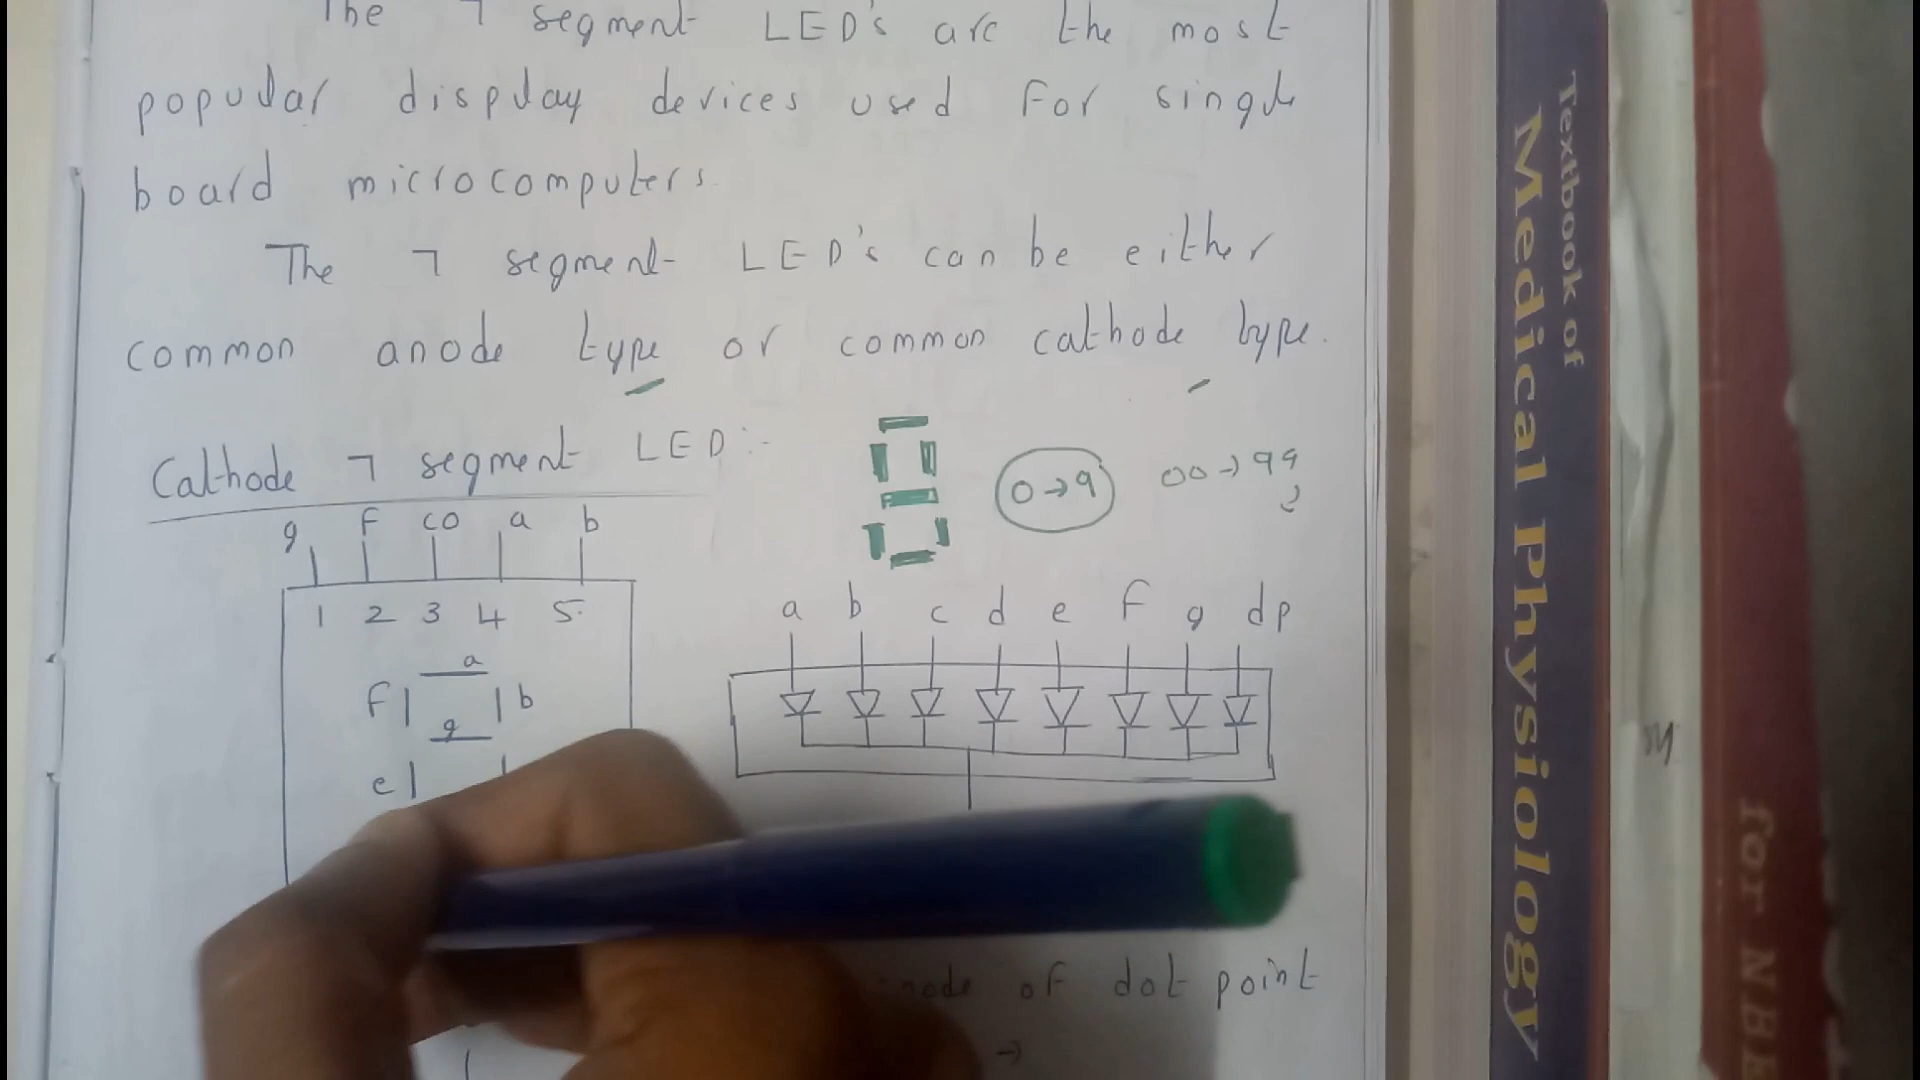 The 7 segment LED's are the most
popular display devices used for single
board microcomputers.
The 7 segment LED's can be either
common anode type or common cathode type.
Cathode 7 segment LED:-
0→9 00→99
g f co a b
1 2 3 4 5
a
f b
g
e
a b c d e f g dp
of dot point
→
Textbook of
Medical Physiology
for